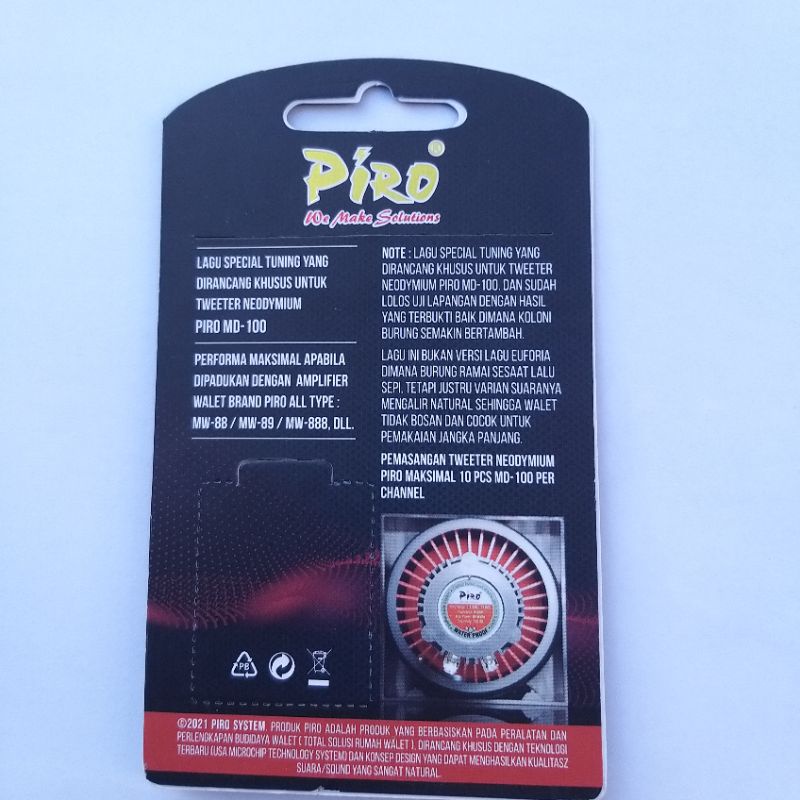 PiRO
We Make Solutions
LAGU SPECIAL TUNING YANG
DIRANCANG KHUSUS UNTUK
TWEETER NEODYMIUM
PIRO MD-100
PERFORMA MAKSIMAL APABILA
DIPADUKAN DENGAN AMPLIFIER
WALET BRAND PIRO ALL TYPE :
MW-88 / MW-89 / MW-888, DLL.
NOTE : LAGU SPECIAL TUNING YANG
DIRANCANG KHUSUS UNTUK TWEETER
NEODYMIUM PIRO MD-100. DAN SUDAH
LOLOS UJI LAPANGAN DENGAN HASIL
YANG TERBUKTI BAIK DIMANA KOLONI
BURUNG SEMAKIN BERTAMBAH.
LAGU INI BUKAN VERSI LAGU EUFORIA
DIMANA BURUNG RAMAI SESAAT LALU
SEPI, TETAPI JUSTRU VARIAN SUARANYA
MENGALIR NATURAL SEHINGGA WALET
TIDAK BOSAN DAN COCOK UNTUK
PEMAKAIAN JANGKA PANJANG.
PEMASANGAN TWEETER NEODYMIUM
PIRO MAKSIMAL 10 PCS MD-100 PER
CHANNEL
PiRO
WATER PROOF
PB
©2021 PIRO SYSTEM. PRODUK PIRO ADALAH PRODUK YANG BERBASISKAN PADA PERALATAN DAN
PERLENGKAPAN BUDIDAYA WALET ( TOTAL SOLUSI RUMAH WALET ). DIRANCANG KHUSUS DENGAN TEKNOLOGI
TERBARU (USA MICROCHIP TECHNOLOGY SYSTEM) DAN KONSEP DESIGN YANG DAPAT MENGHASILKAN KUALITASZ
SUARA/SOUND YANG SANGAT NATURAL.